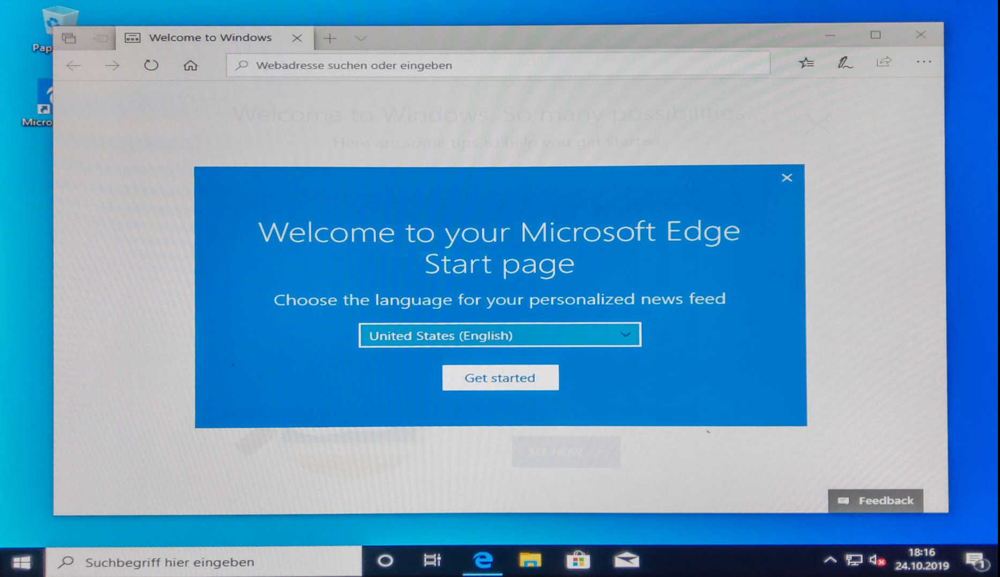 Pap
Micro
Welcome to Windows
Webadresse suchen oder eingeben
Welcome to Windows. So many possibilities.
Here are some tips to help you get started.
Welcome to your Microsoft Edge
Start page
Choose the language for your personalized news feed
United States (English)
Get started
SEE HOW
Feedback
Suchbegriff hier eingeben
18:16
24.10.2019
1